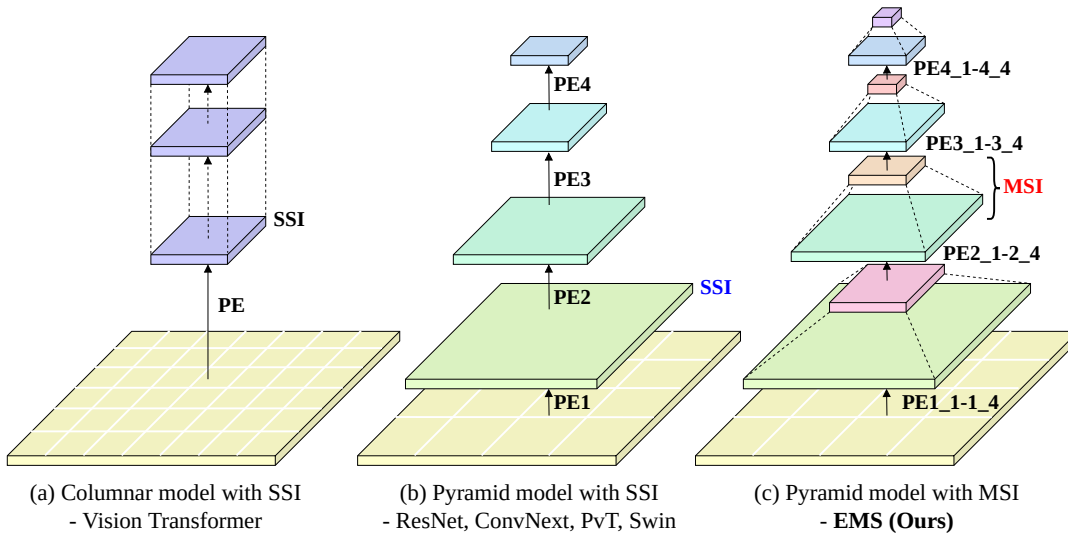 SSI
PE
(a) Columnar model with SSI
- Vision Transformer
PE4
PE3
PE2
SSI
PE1
(b) Pyramid model with SSI
- ResNet, ConvNext, PvT, Swin
PE4_1-4_4
PE3_1-3_4
MSI
PE2_1-2_4
PE1_1-1_4
(c) Pyramid model with MSI
- EMS (Ours)